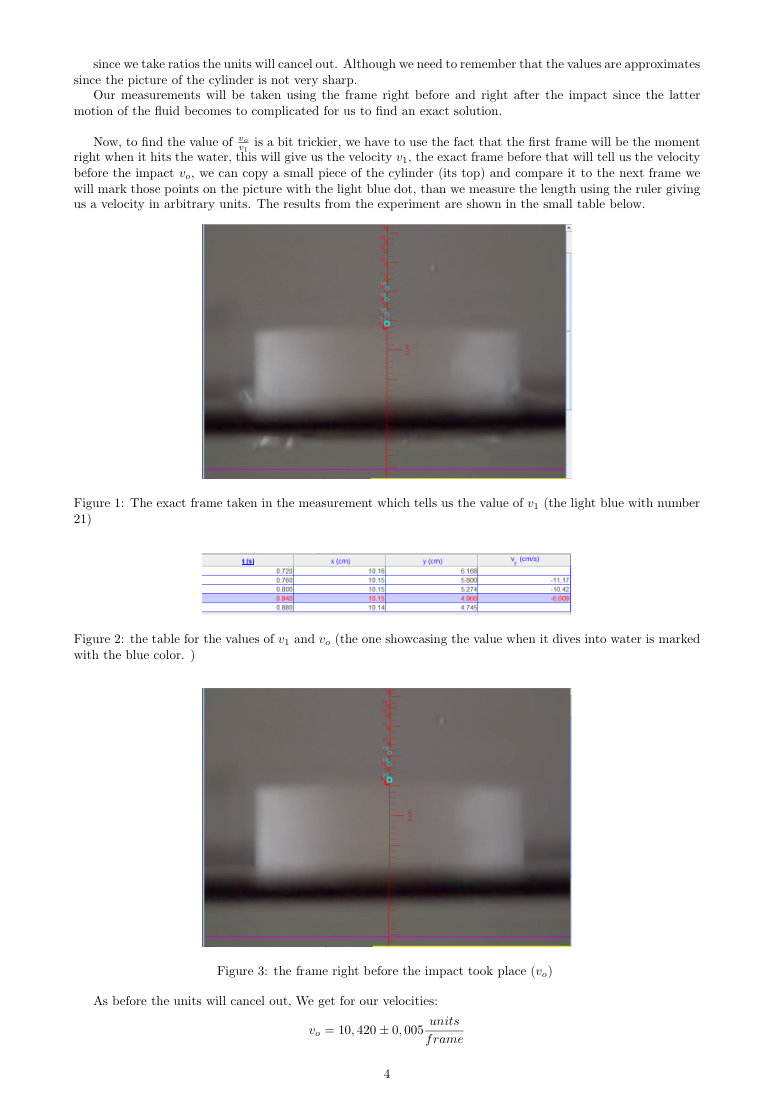 since we take ratios the units will cancel out. Although we need to remember that the values are approximates
since the picture of the cylinder is not very sharp.
Our measurements will be taken using the frame right before and right after the impact since the latter
motion of the fluid becomes to complicated for us to find an exact solution.
Now, to find the value of v_o/v_1 is a bit trickier, we have to use the fact that the first frame will be the moment
right when it hits the water, this will give us the velocity v_1, the exact frame before that will tell us the velocity
before the impact v_o, we can copy a small piece of the cylinder (its top) and compare it to the next frame we
will mark those points on the picture with the light blue dot, than we measure the length using the ruler giving
us a velocity in arbitrary units. The results from the experiment are shown in the small table below.
Figure 1: The exact frame taken in the measurement which tells us the value of v_1 (the light blue with number
21)
t (s) x (cm) y (cm) v_y (cm/s)
0.720 10.16 6.168
0.760 10.15 5.800 -11.17
0.800 10.15 5.274 -10.42
0.840 10.15 4.966 -6.609
0.880 10.14 4.745
Figure 2: the table for the values of v_1 and v_o (the one showcasing the value when it dives into water is marked
with the blue color. )
Figure 3: the frame right before the impact took place (v_o)
As before the units will cancel out, We get for our velocities:
v_o = 10, 420 ± 0, 005 units/frame
4